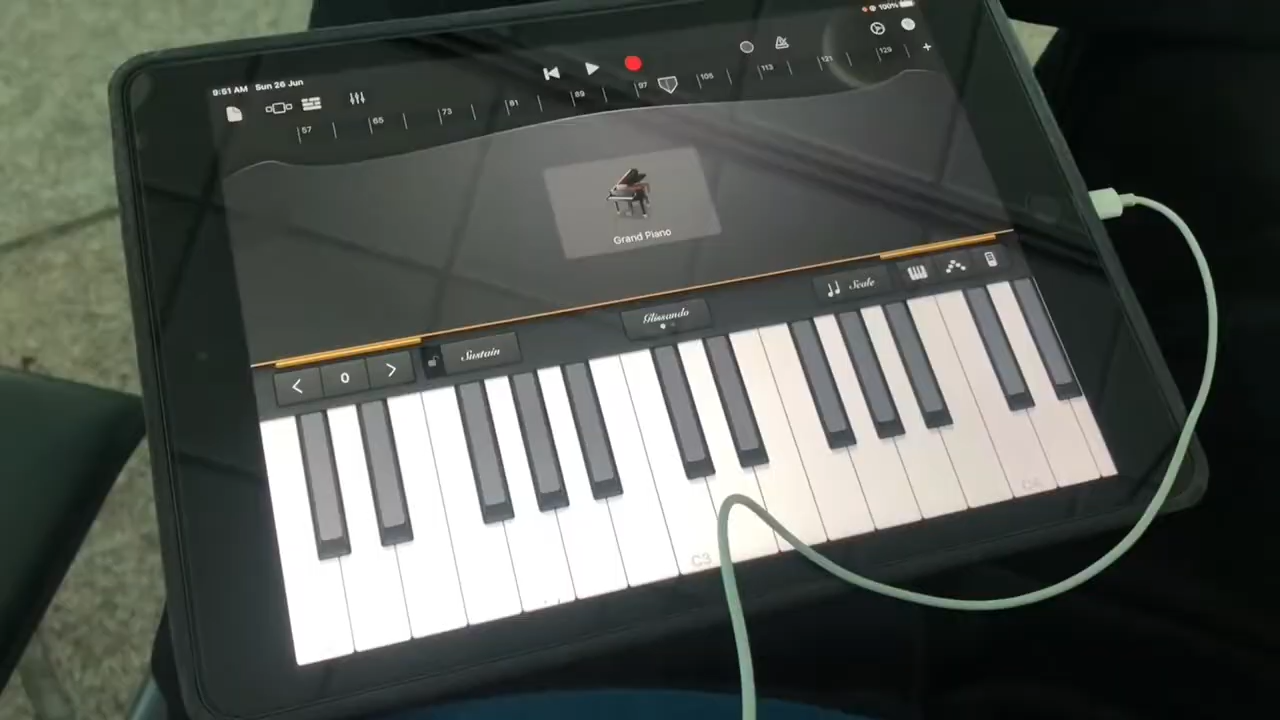 9:51 AM Sun 26 Jun
100%
57 65 73 81 89 97 105 113 121 129
Grand Piano
0 Sustain Glissando Scale
C3
C4